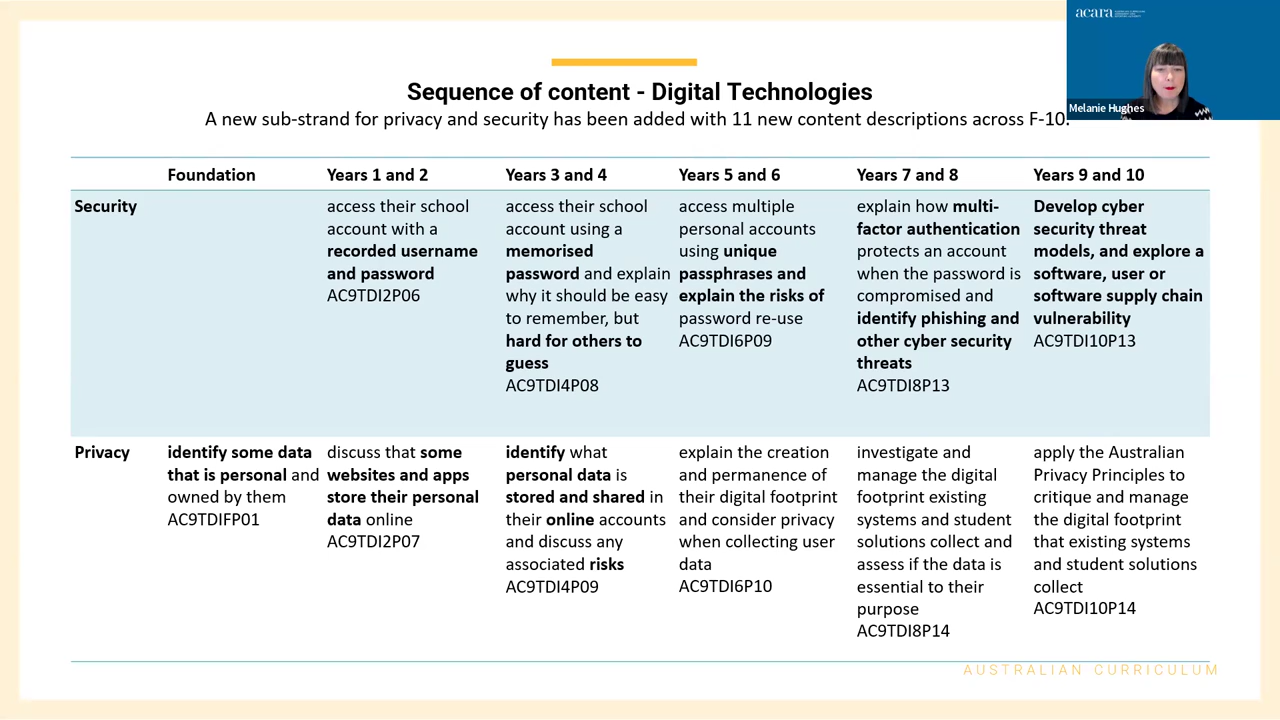 acara
Melanie Hughes
Sequence of content - Digital Technologies
A new sub-strand for privacy and security has been added with 11 new content descriptions across F-10.
Foundation
Years 1 and 2
Years 3 and 4
Years 5 and 6
Years 7 and 8
Years 9 and 10
Security
access their school
account with a
recorded username
and password
AC9TDI2P06
access their school
account using a
memorised
password and explain
why it should be easy
to remember, but
hard for others to
guess
AC9TDI4P08
access multiple
personal accounts
using unique
passphrases and
explain the risks of
password re-use
AC9TDI6P09
explain how multi-
factor authentication
protects an account
when the password is
compromised and
identify phishing and
other cyber security
threats
AC9TDI8P13
Develop cyber
security threat
models, and explore a
software, user or
software supply chain
vulnerability
AC9TDI10P13
Privacy
identify some data
that is personal and
owned by them
AC9TDIFP01
discuss that some
websites and apps
store their personal
data online
AC9TDI2P07
identify what
personal data is
stored and shared in
their online accounts
and discuss any
associated risks
AC9TDI4P09
explain the creation
and permanence of
their digital footprint
and consider privacy
when collecting user
data
AC9TDI6P10
investigate and
manage the digital
footprint existing
systems and student
solutions collect and
assess if the data is
essential to their
purpose
AC9TDI8P14
apply the Australian
Privacy Principles to
critique and manage
the digital footprint
that existing systems
and student solutions
collect
AC9TDI10P14
AUSTRALIAN CURRICULUM